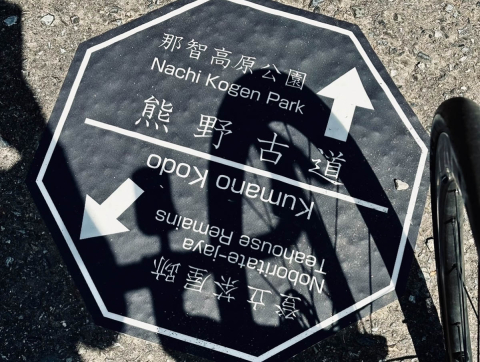 那智高原公園
Nachi Kogen Park
熊野古道
Kumano Kodo
登立茶屋跡
Noboritate-jaya
Teahouse Remains